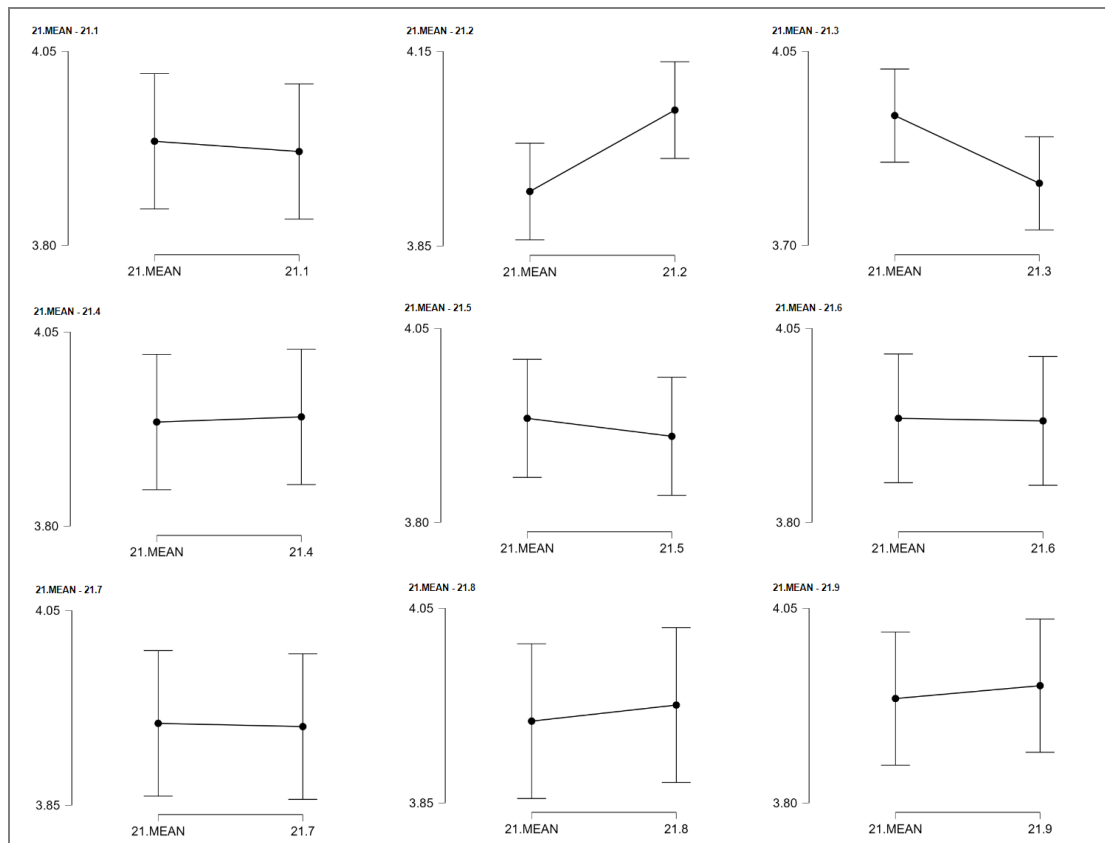 21.MEAN - 21.1
4.05
3.80
21.MEAN 21.1
21.MEAN - 21.2
4.15
3.85
21.MEAN 21.2
21.MEAN - 21.3
4.05
3.70
21.MEAN 21.3
21.MEAN - 21.4
4.05
3.80
21.MEAN 21.4
21.MEAN - 21.5
4.05
3.80
21.MEAN 21.5
21.MEAN - 21.6
4.05
3.80
21.MEAN 21.6
21.MEAN - 21.7
4.05
3.85
21.MEAN 21.7
21.MEAN - 21.8
4.05
3.85
21.MEAN 21.8
21.MEAN - 21.9
4.05
3.80
21.MEAN 21.9